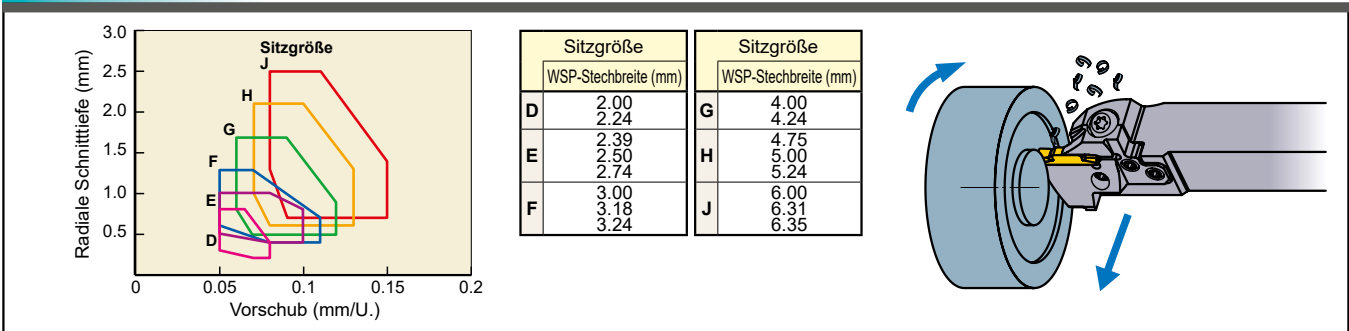 Radiale Schnitttiefe (mm)
3.0
2.5
2.0
1.5
1.0
0.5
0
0.05
0.1
0.15
0.2
Vorschub (mm/U.)
Sitzgröße
J
H
G
F
E
D
Sitzgröße
WSP-Stechbreite (mm)
D
2.00
2.24
E
2.39
2.50
2.74
F
3.00
3.18
3.24
Sitzgröße
WSP-Stechbreite (mm)
G
4.00
4.24
H
4.75
5.00
5.24
J
6.00
6.31
6.35